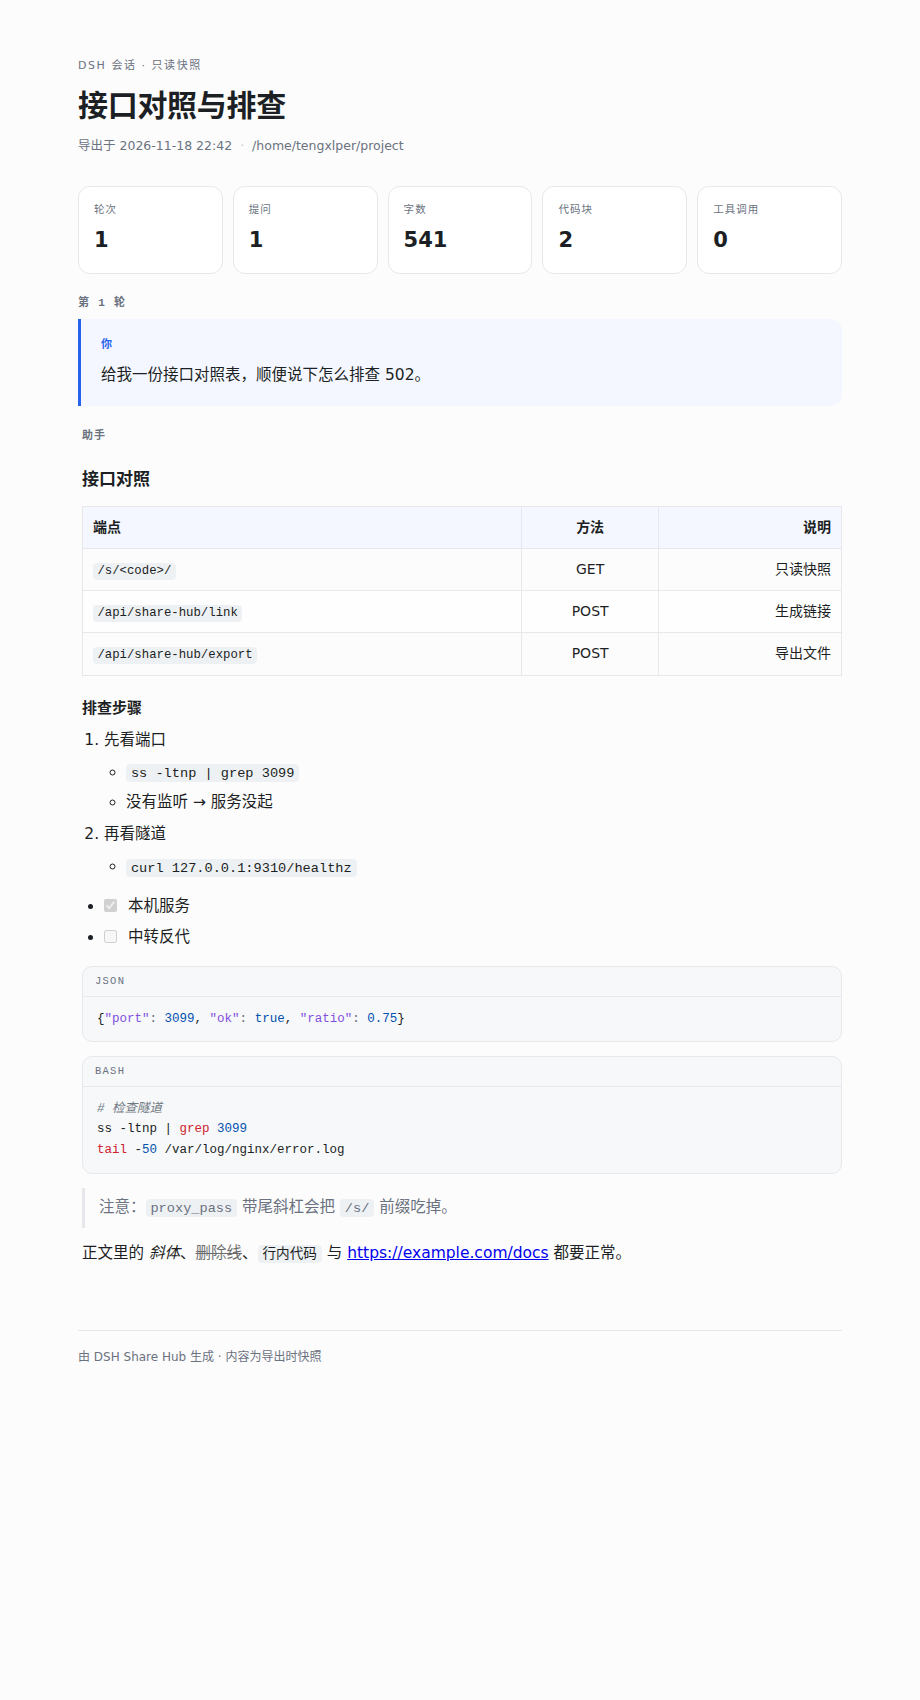 DSH 会话 · 只读快照
接口对照与排查
导出于 2026-11-18 22:42 · /home/tengxlper/project
轮次 提问 字数 代码块 工具调用
1 1 541 2 0
第 1 轮
你
给我一份接口对照表，顺便说下怎么排查 502。
助手
接口对照
端点 方法 说明
/s/<code>/ GET 只读快照
/api/share-hub/link POST 生成链接
/api/share-hub/export POST 导出文件
排查步骤
1. 先看端口
ss -ltnp | grep 3099
没有监听 → 服务没起
2. 再看隧道
curl 127.0.0.1:9310/healthz
本机服务
中转反代
JSON
{"port": 3099, "ok": true, "ratio": 0.75}
BASH
# 检查隧道
ss -ltnp | grep 3099
tail -50 /var/log/nginx/error.log
注意： proxy_pass 带尾斜杠会把 /s/ 前缀吃掉。
正文里的 斜体、删除线、 行内代码 与 https://example.com/docs 都要正常。
由 DSH Share Hub 生成 · 内容为导出时快照